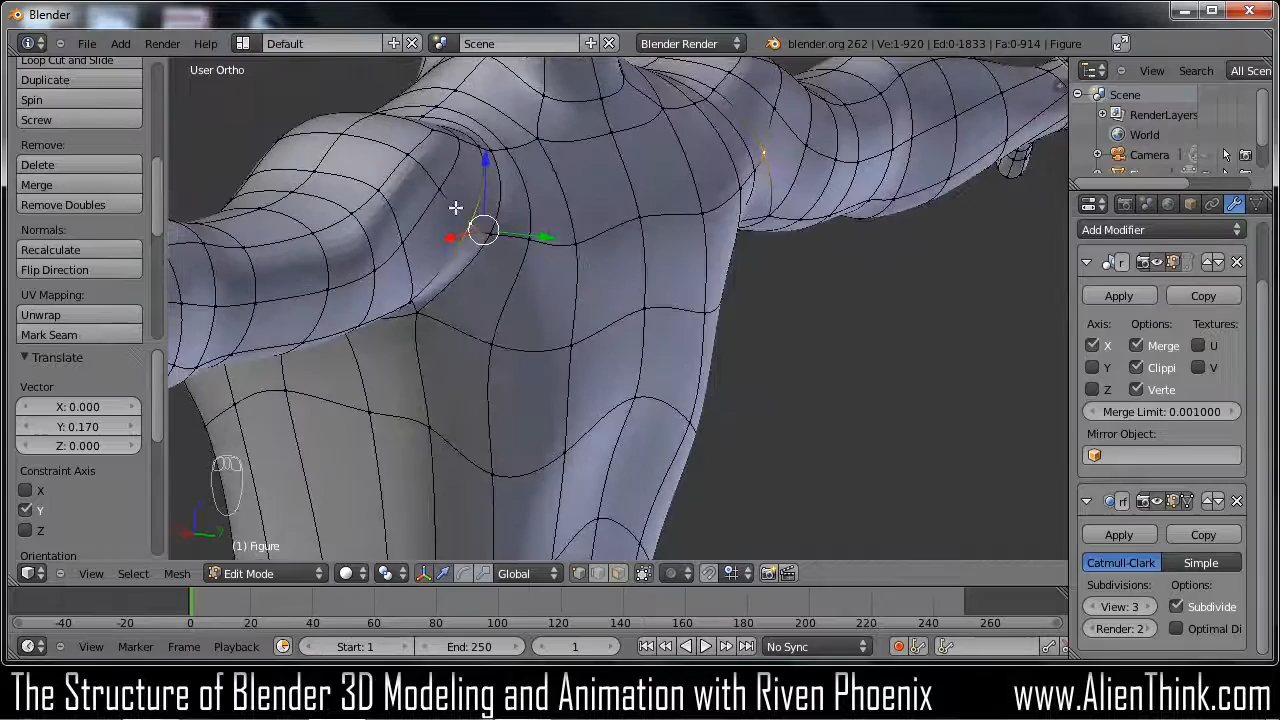 Blender
File Add Render Help Default Scene Blender Render blender.org 262 | Ve:1-920 | Ed:0-1833 | Fa:0-914 | Figure
Loop Cut and Slide
Duplicate
Spin
Screw
Remove:
Delete
Merge
Remove Doubles
Normals:
Recalculate
Flip Direction
UV Mapping:
Unwrap
Mark Seam
Translate
Vector
X: 0.000
Y: 0.170
Z: 0.000
Constraint Axis
X
Y
Z
Orientation
User Ortho
(1) Figure
View Select Mesh Edit Mode Global
-40 -20 0 20 40 60 80 100 120 140 160 180 200 220 240 260
View Marker Frame Playback Start: 1 End: 250 1 No Sync
View Search All Scen
Scene
RenderLayers
World
Camera
Add Modifier
Apply Copy
Axis: Options: Textures:
X Merge U
Y Clippi V
Z Verte
Merge Limit: 0.001000
Mirror Object:
Apply Copy
Catmull-Clark Simple
Subdivisions: Options:
View: 3 Subdivide
Render: 2 Optimal Di
The Structure of Blender 3D Modeling and Animation with Riven Phoenix www.AlienThink.com